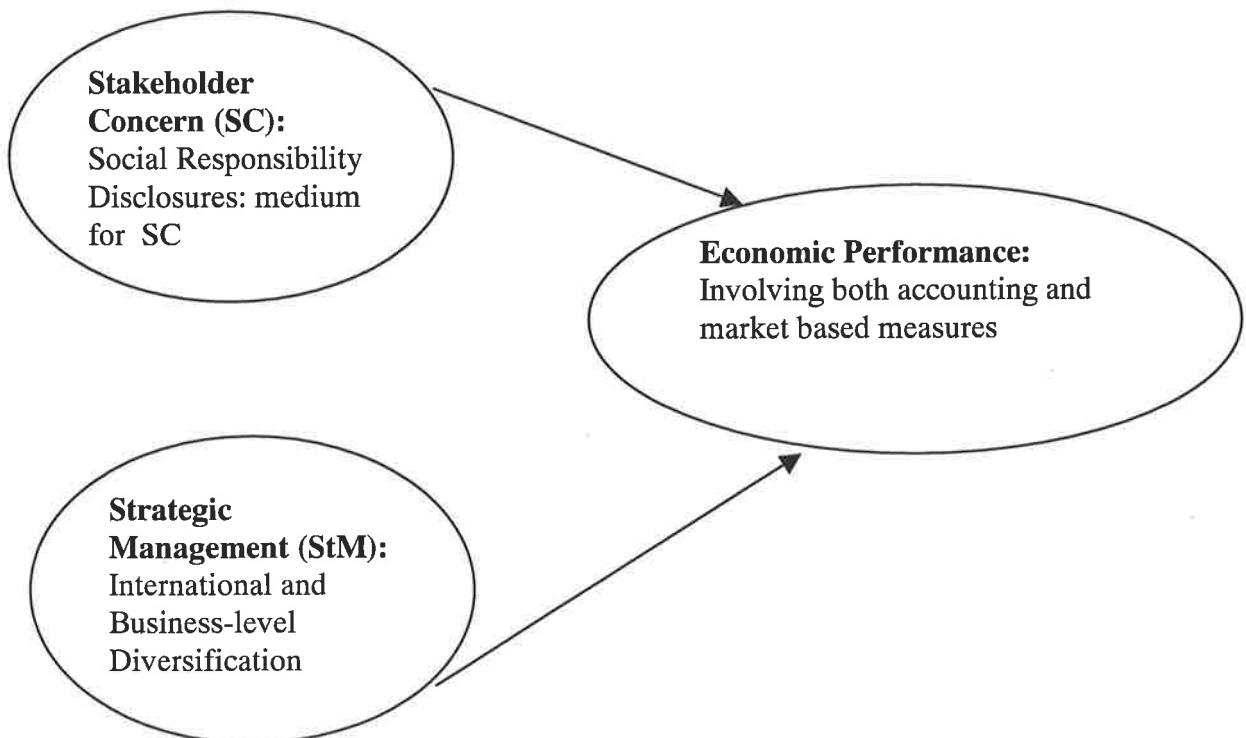 Stakeholder
Concern (SC):
Social Responsibility
Disclosures: medium
for SC
Economic Performance:
Involving both accounting and
market based measures
Strategic
Management (StM):
International and
Business-level
Diversification